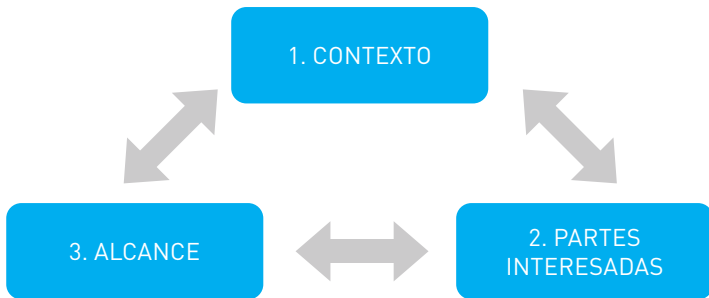 1. CONTEXTO
3. ALCANCE
2. PARTES
INTERESADAS